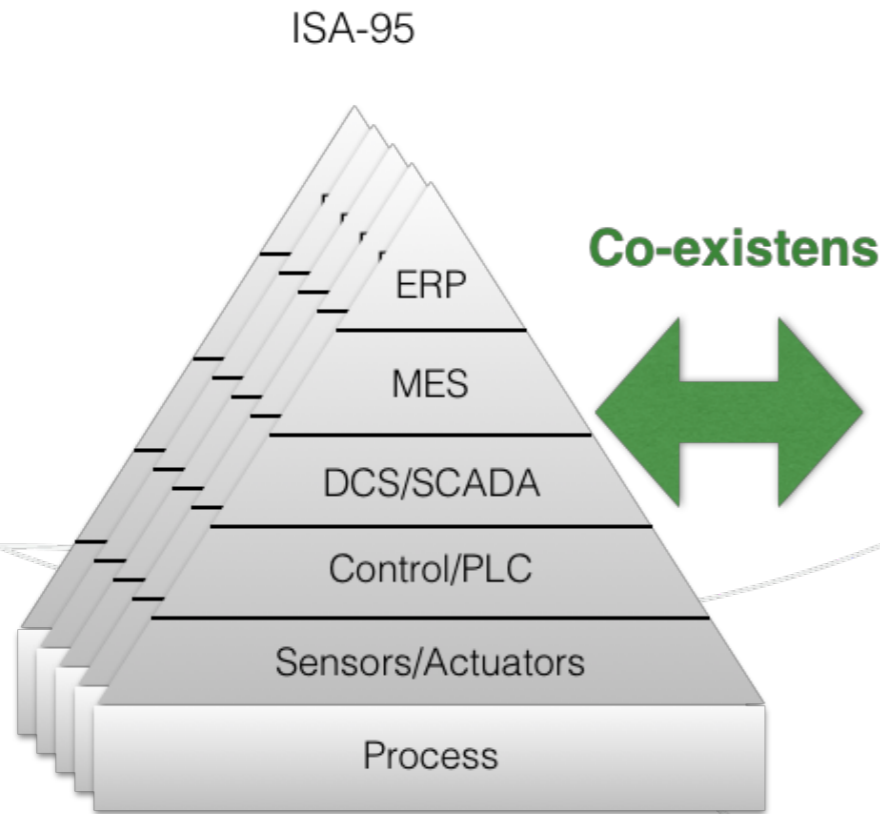 ISA-95
Co-existens
ERP
MES
DCS/SCADA
Control/PLC
Sensors/Actuators
Process